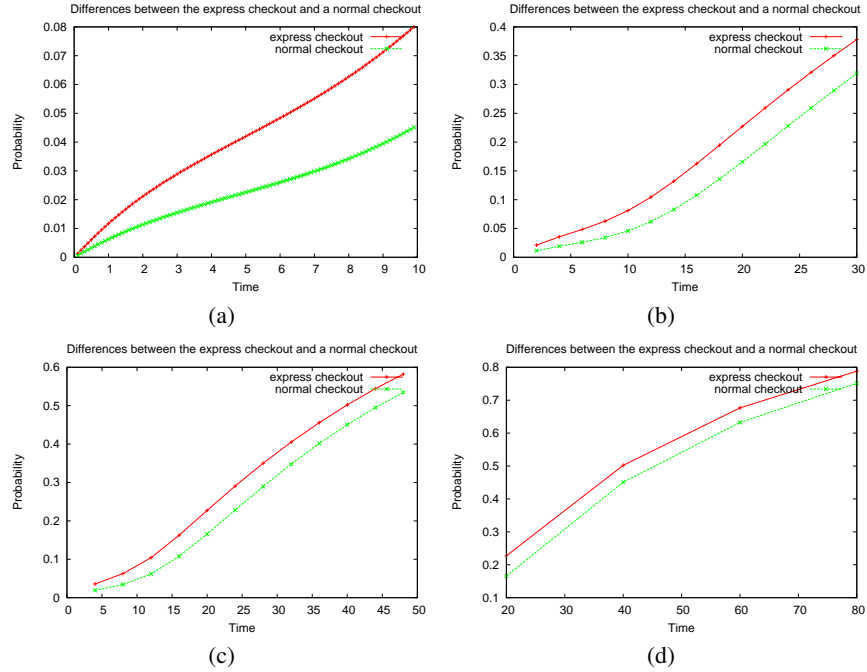 Differences between the express checkout and a normal checkout
0.08
0.07
0.06
0.05
0.04
0.03
0.02
0.01
0
Probability
express checkout
normal checkout
0 1 2 3 4 5 6 7 8 9 10
Time
(a)
Differences between the express checkout and a normal checkout
0.4
0.35
0.3
0.25
0.2
0.15
0.1
0.05
0
Probability
express checkout
normal checkout
0 5 10 15 20 25 30
Time
(b)
Differences between the express checkout and a normal checkout
0.6
0.5
0.4
0.3
0.2
0.1
0
Probability
express checkout
normal checkout
0 5 10 15 20 25 30 35 40 45 50
Time
(c)
Differences between the express checkout and a normal checkout
0.8
0.7
0.6
0.5
0.4
0.3
0.2
0.1
Probability
express checkout
normal checkout
20 30 40 50 60 70 80
Time
(d)